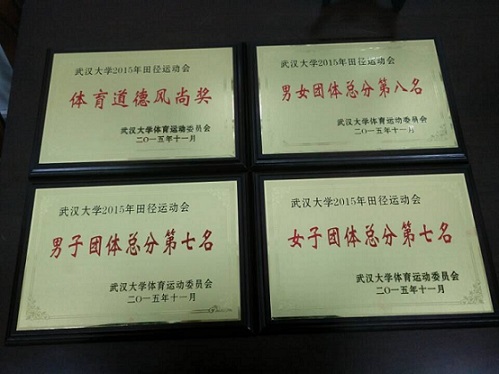 武汉大学2015年田径运动会
体育道德风尚奖
武汉大学体育运动委员会
二〇一五年十一月
武汉大学2015年田径运动会
男女团体总分第八名
武汉大学体育运动委员会
二〇一五年十一月
武汉大学2015年田径运动会
男子团体总分第七名
武汉大学体育运动委员会
二〇一五年十一月
武汉大学2015年田径运动会
女子团体总分第七名
武汉大学体育运动委员会
二〇一五年十一月